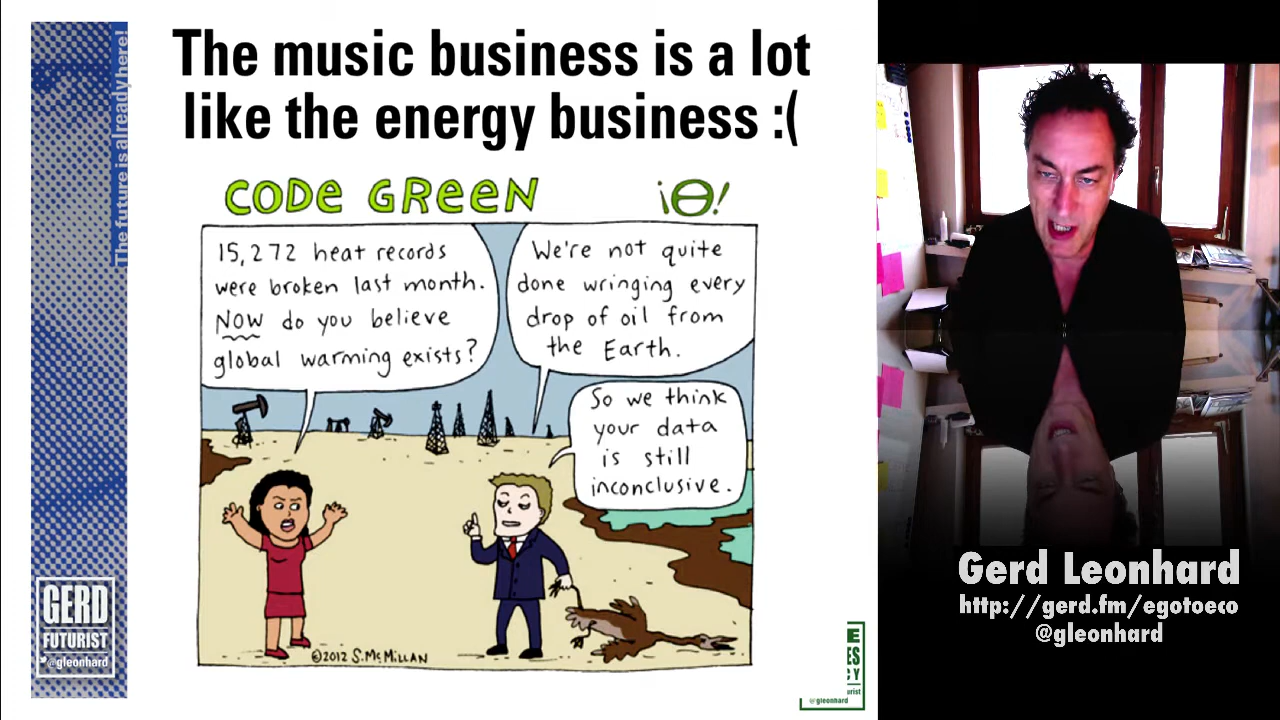 The future is already here!
The music business is a lot
like the energy business :(
CODE GREEN
15,272 heat records
were broken last month.
NOW do you believe
global warming exists?
We're not quite
done wringing every
drop of oil from
the Earth.
So we think
your data
is still
inconclusive.
©2012 S.McMILLAN
GERD
FUTURIST
@gleonhard
@gleonhard
Gerd Leonhard
http://gerd.fm/egotoeco
@gleonhard